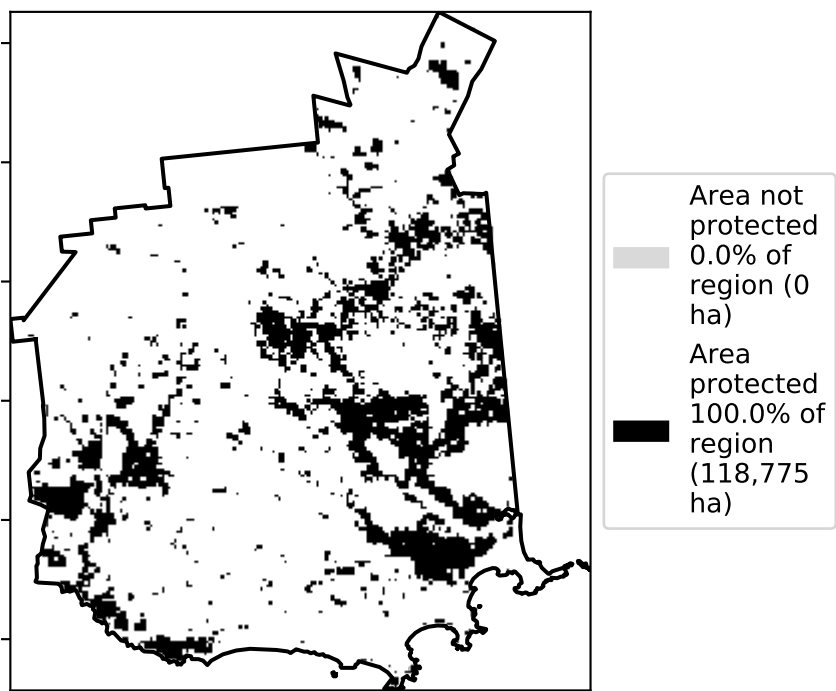 Area not
protected
0.0% of
region (0
ha)
Area
protected
100.0% of
region
(118,775
ha)